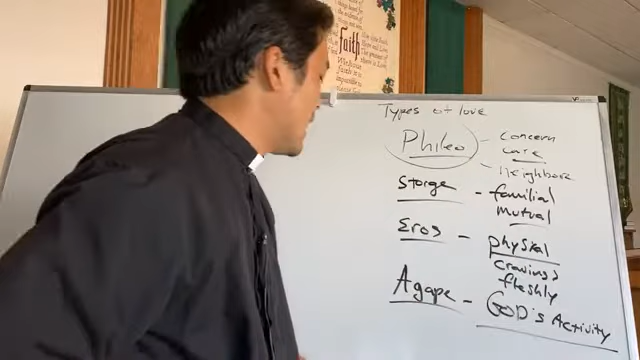 faith
Types of love
Phileo - Concern
care
- Neighbors
Storge - familial
mutual
Eros - physical
cravings
fleshly
Agape - GOD's Activity